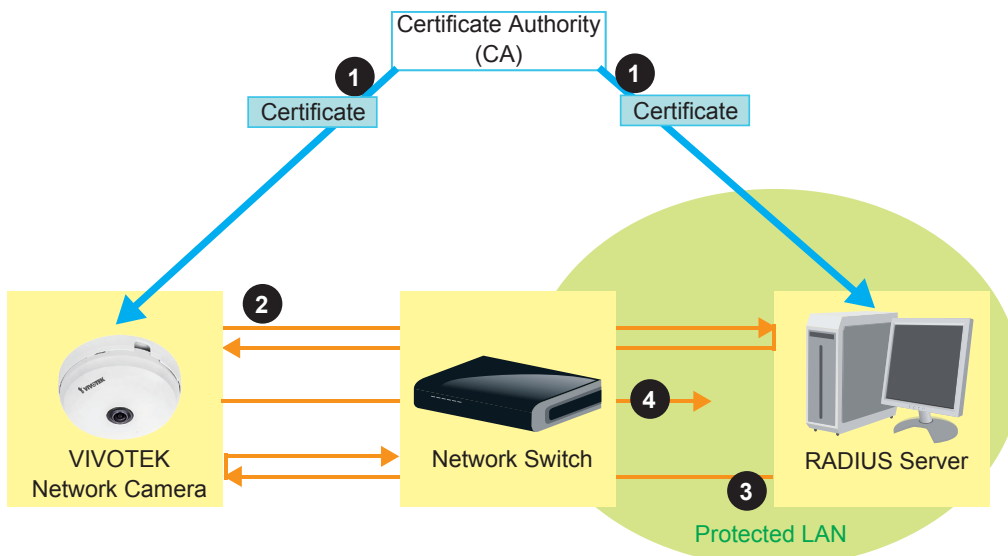 Certificate Authority
(CA)
1
1
Certificate
Certificate
2
VIVOTEK
4
VIVOTEK
Network Camera
Network Switch
RADIUS Server
3
Protected LAN